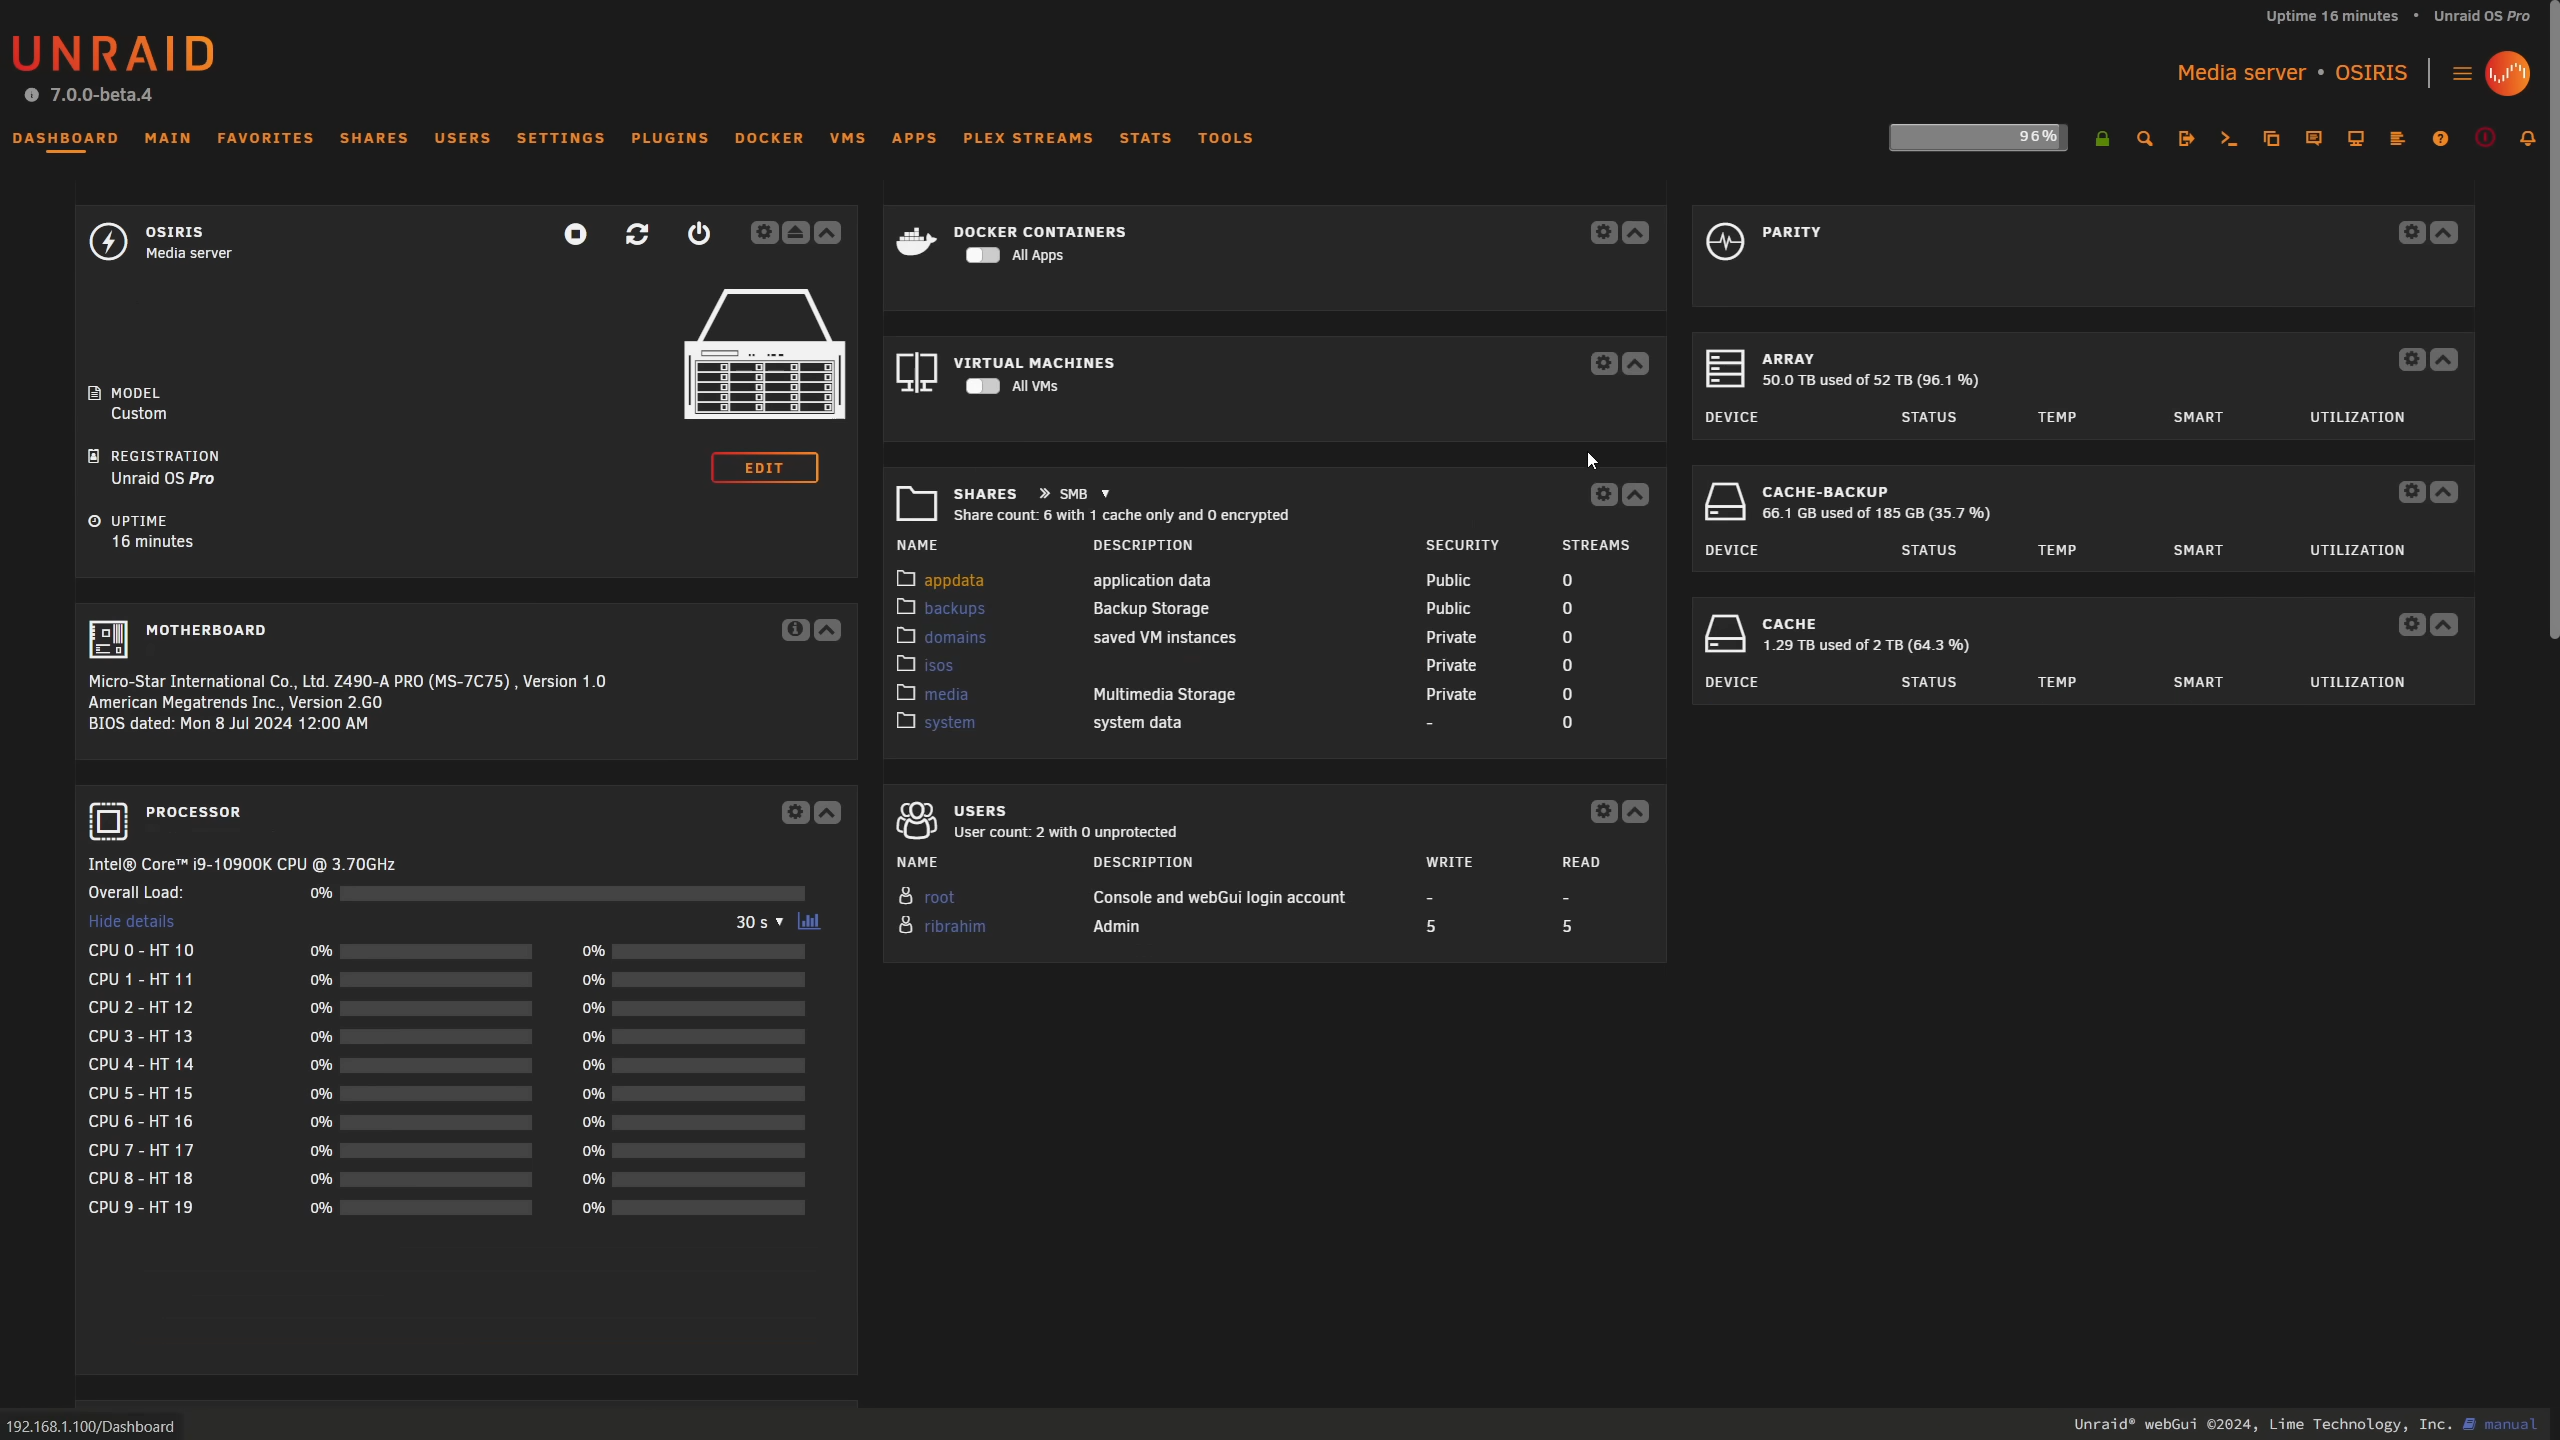 Uptime 16 minutes • Unraid OS Pro
UNRAID
7.0.0-beta.4
Media server • OSIRIS
DASHBOARD MAIN FAVORITES SHARES USERS SETTINGS PLUGINS DOCKER VMS APPS PLEX STREAMS STATS TOOLS
96%
OSIRIS
Media server
MODEL
Custom
REGISTRATION
Unraid OS Pro
EDIT
UPTIME
16 minutes
MOTHERBOARD
Micro-Star International Co., Ltd. Z490-A PRO (MS-7C75) , Version 1.0
American Megatrends Inc., Version 2.G0
BIOS dated: Mon 8 Jul 2024 12:00 AM
PROCESSOR
Intel® Core™ i9-10900K CPU @ 3.70GHz
Overall Load: 0%
Hide details 30 s ▼
CPU 0 - HT 10 0% 0%
CPU 1 - HT 11 0% 0%
CPU 2 - HT 12 0% 0%
CPU 3 - HT 13 0% 0%
CPU 4 - HT 14 0% 0%
CPU 5 - HT 15 0% 0%
CPU 6 - HT 16 0% 0%
CPU 7 - HT 17 0% 0%
CPU 8 - HT 18 0% 0%
CPU 9 - HT 19 0% 0%
DOCKER CONTAINERS
All Apps
VIRTUAL MACHINES
All VMs
SHARES » SMB ▼
Share count: 6 with 1 cache only and 0 encrypted
NAME DESCRIPTION SECURITY STREAMS
appdata application data Public 0
backups Backup Storage Public 0
domains saved VM instances Private 0
isos Private 0
media Multimedia Storage Private 0
system system data - 0
USERS
User count: 2 with 0 unprotected
NAME DESCRIPTION WRITE READ
root Console and webGui login account - -
ribrahim Admin 5 5
PARITY
ARRAY
50.0 TB used of 52 TB (96.1 %)
DEVICE STATUS TEMP SMART UTILIZATION
CACHE-BACKUP
66.1 GB used of 185 GB (35.7 %)
DEVICE STATUS TEMP SMART UTILIZATION
CACHE
1.29 TB used of 2 TB (64.3 %)
DEVICE STATUS TEMP SMART UTILIZATION
192.168.1.100/Dashboard
Unraid® webGui ©2024, Lime Technology, Inc. manual